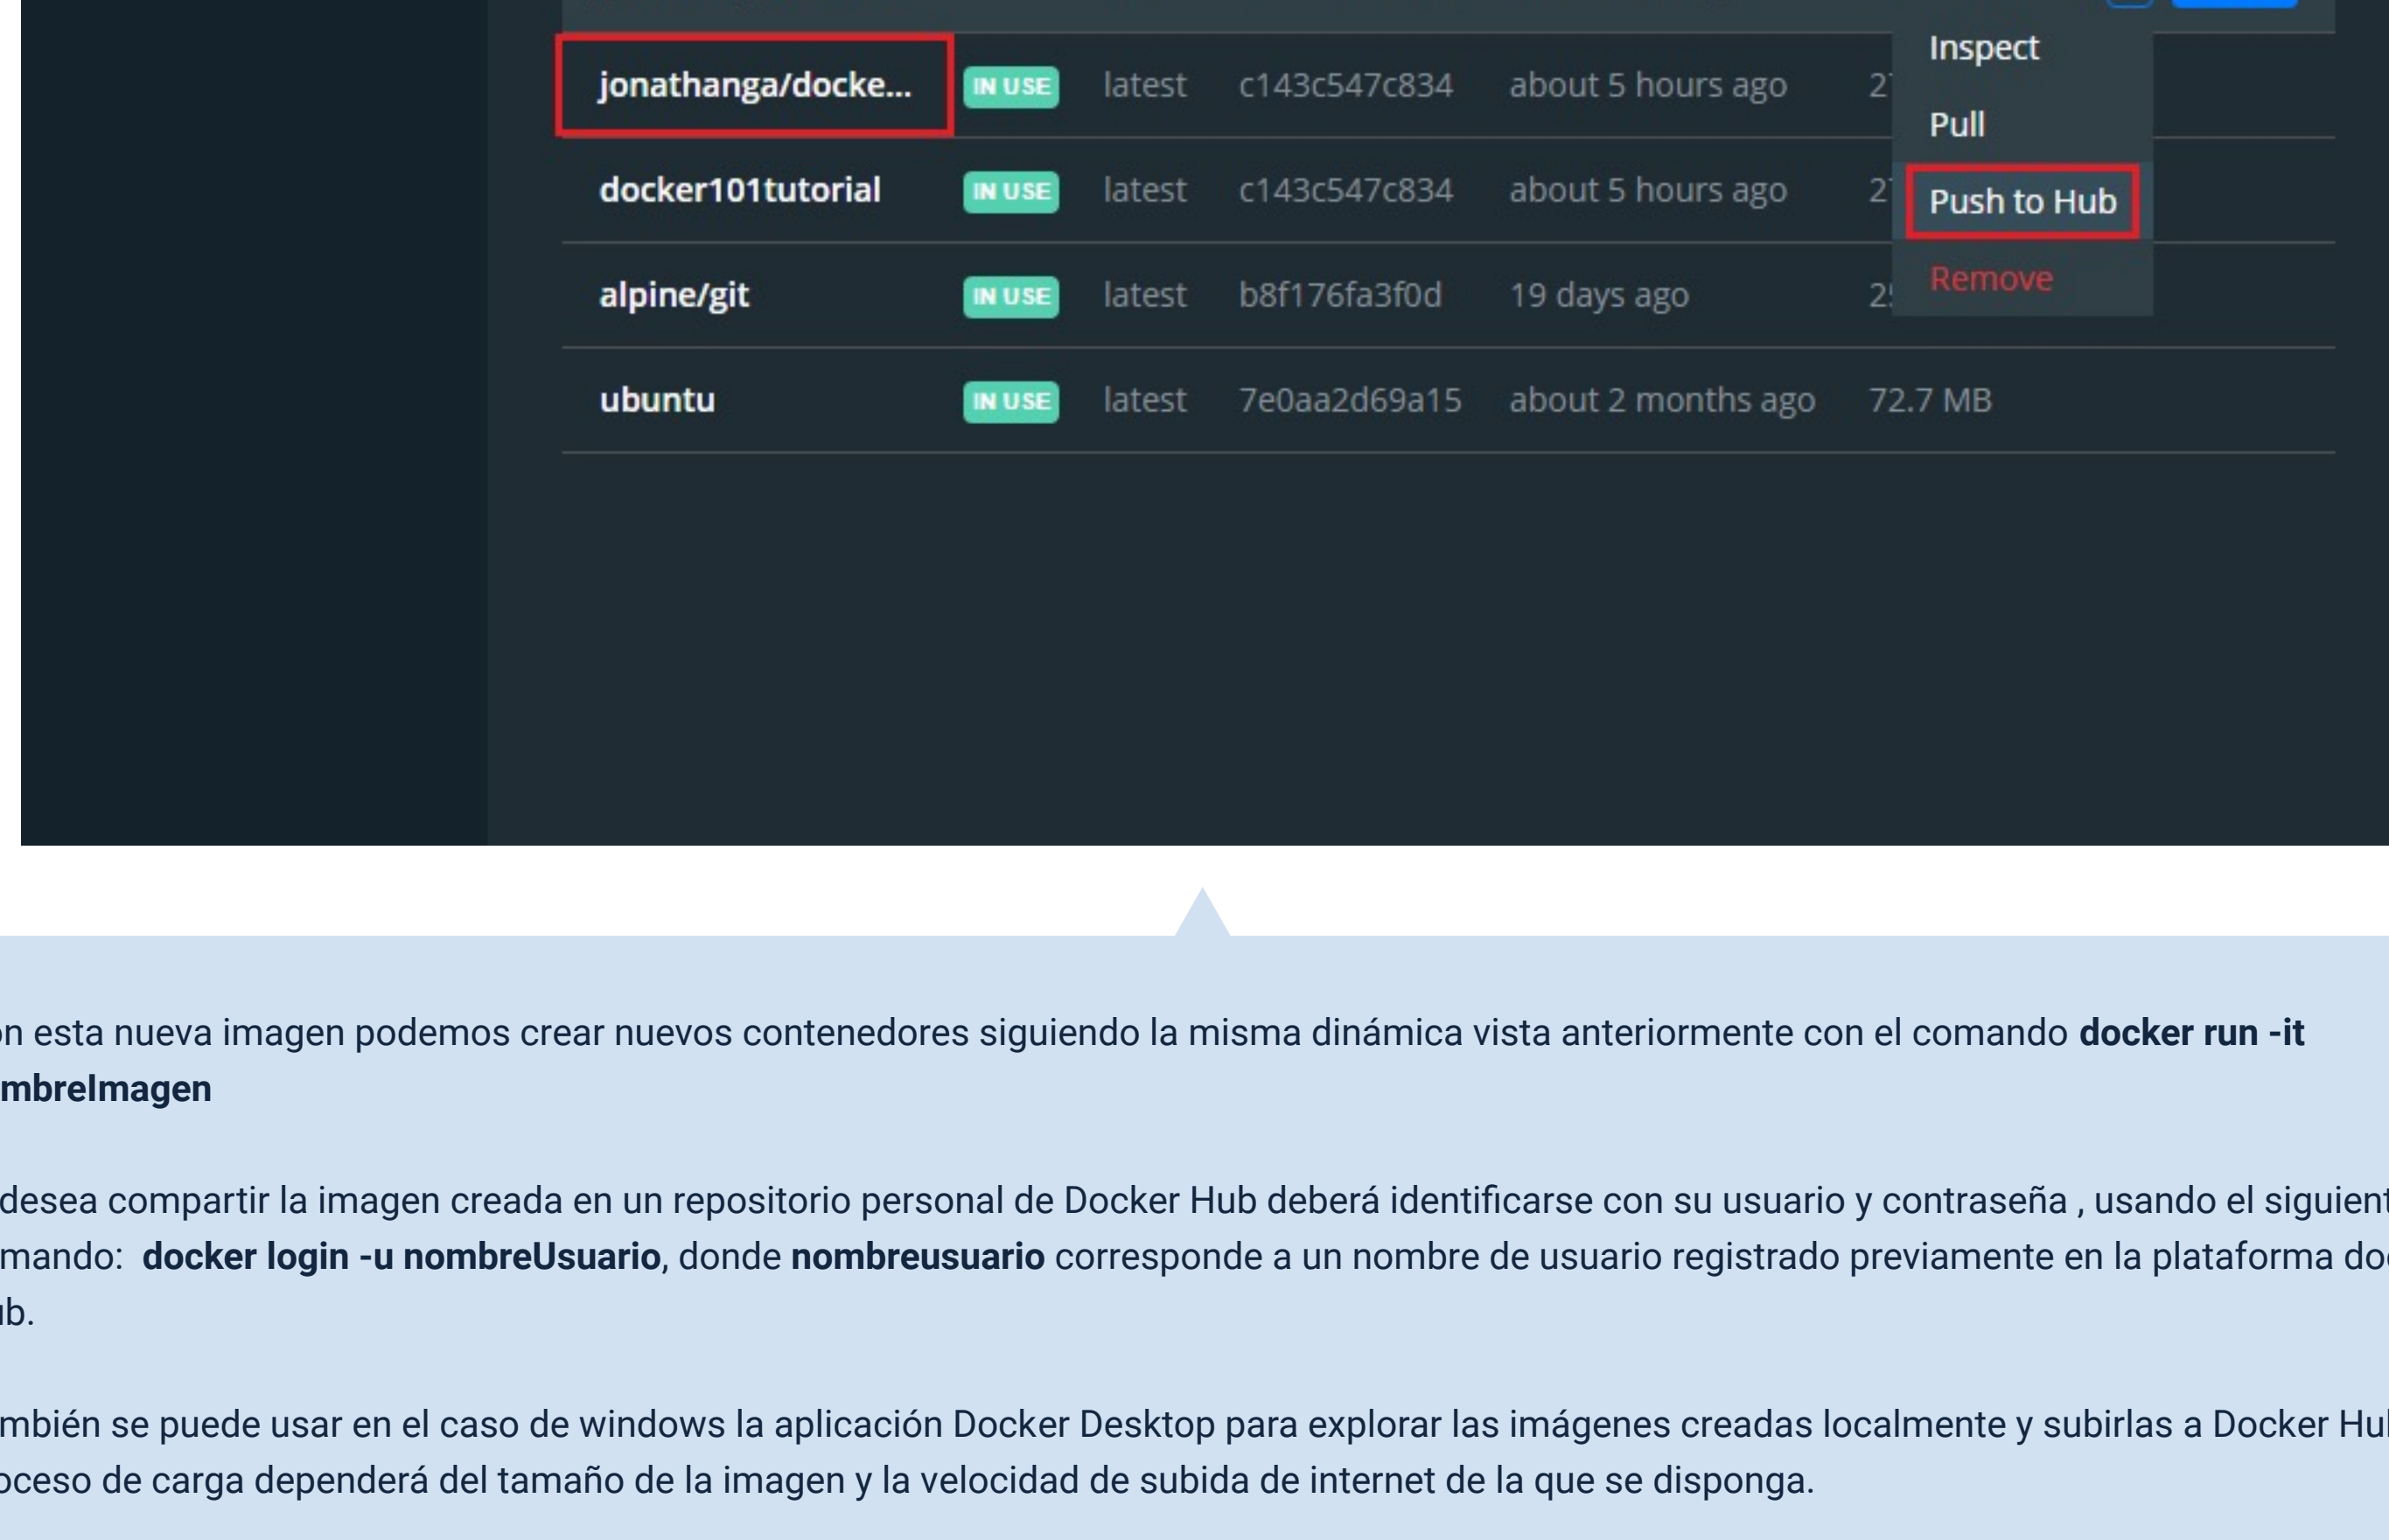 Inspect
jonathanga/docke... IN USE latest c143c547c834 about 5 hours ago 2
Pull
docker101tutorial IN USE latest c143c547c834 about 5 hours ago 2
Push to Hub
alpine/git IN USE latest b8f176fa3f0d 19 days ago 2
Remove
ubuntu IN USE latest 7e0aa2d69a15 about 2 months ago 72.7 MB
on esta nueva imagen podemos crear nuevos contenedores siguiendo la misma dinámica vista anteriormente con el comando docker run -it
mbreImagen
desea compartir la imagen creada en un repositorio personal de Docker Hub deberá identificarse con su usuario y contraseña , usando el siguient
mando: docker login -u nombreUsuario, donde nombreusuario corresponde a un nombre de usuario registrado previamente en la plataforma doc
ub.
mbién se puede usar en el caso de windows la aplicación Docker Desktop para explorar las imágenes creadas localmente y subirlas a Docker Hub
oceso de carga dependerá del tamaño de la imagen y la velocidad de subida de internet de la que se disponga.